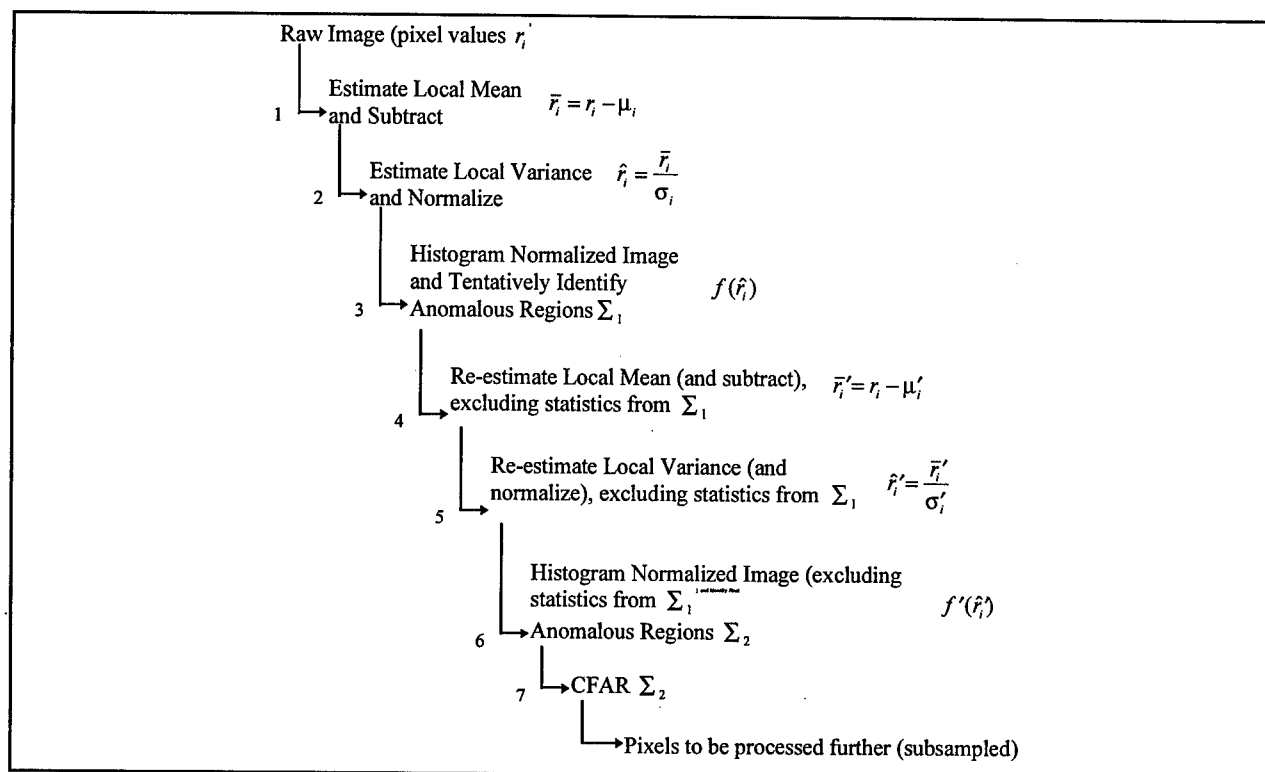 Raw Image (pixel values r_i
Estimate Local Mean
and Subtract
r̄_i = r_i − μ_i
1
Estimate Local Variance
and Normalize
r̂_i = r̄_i / σ_i
2
Histogram Normalized Image
and Tentatively Identify
Anomalous Regions Σ_1
f(r̂_i)
3
Re-estimate Local Mean (and subtract),
excluding statistics from Σ_1
r̄_i′ = r_i − μ_i′
4
Re-estimate Local Variance (and
normalize), excluding statistics from Σ_1
r̂_i′ = r̄_i′ / σ_i′
5
Histogram Normalized Image (excluding
statistics from Σ_1
Anomalous Regions Σ_2
f′(r̂_i′)
6
7
CFAR Σ_2
Pixels to be processed further (subsampled)